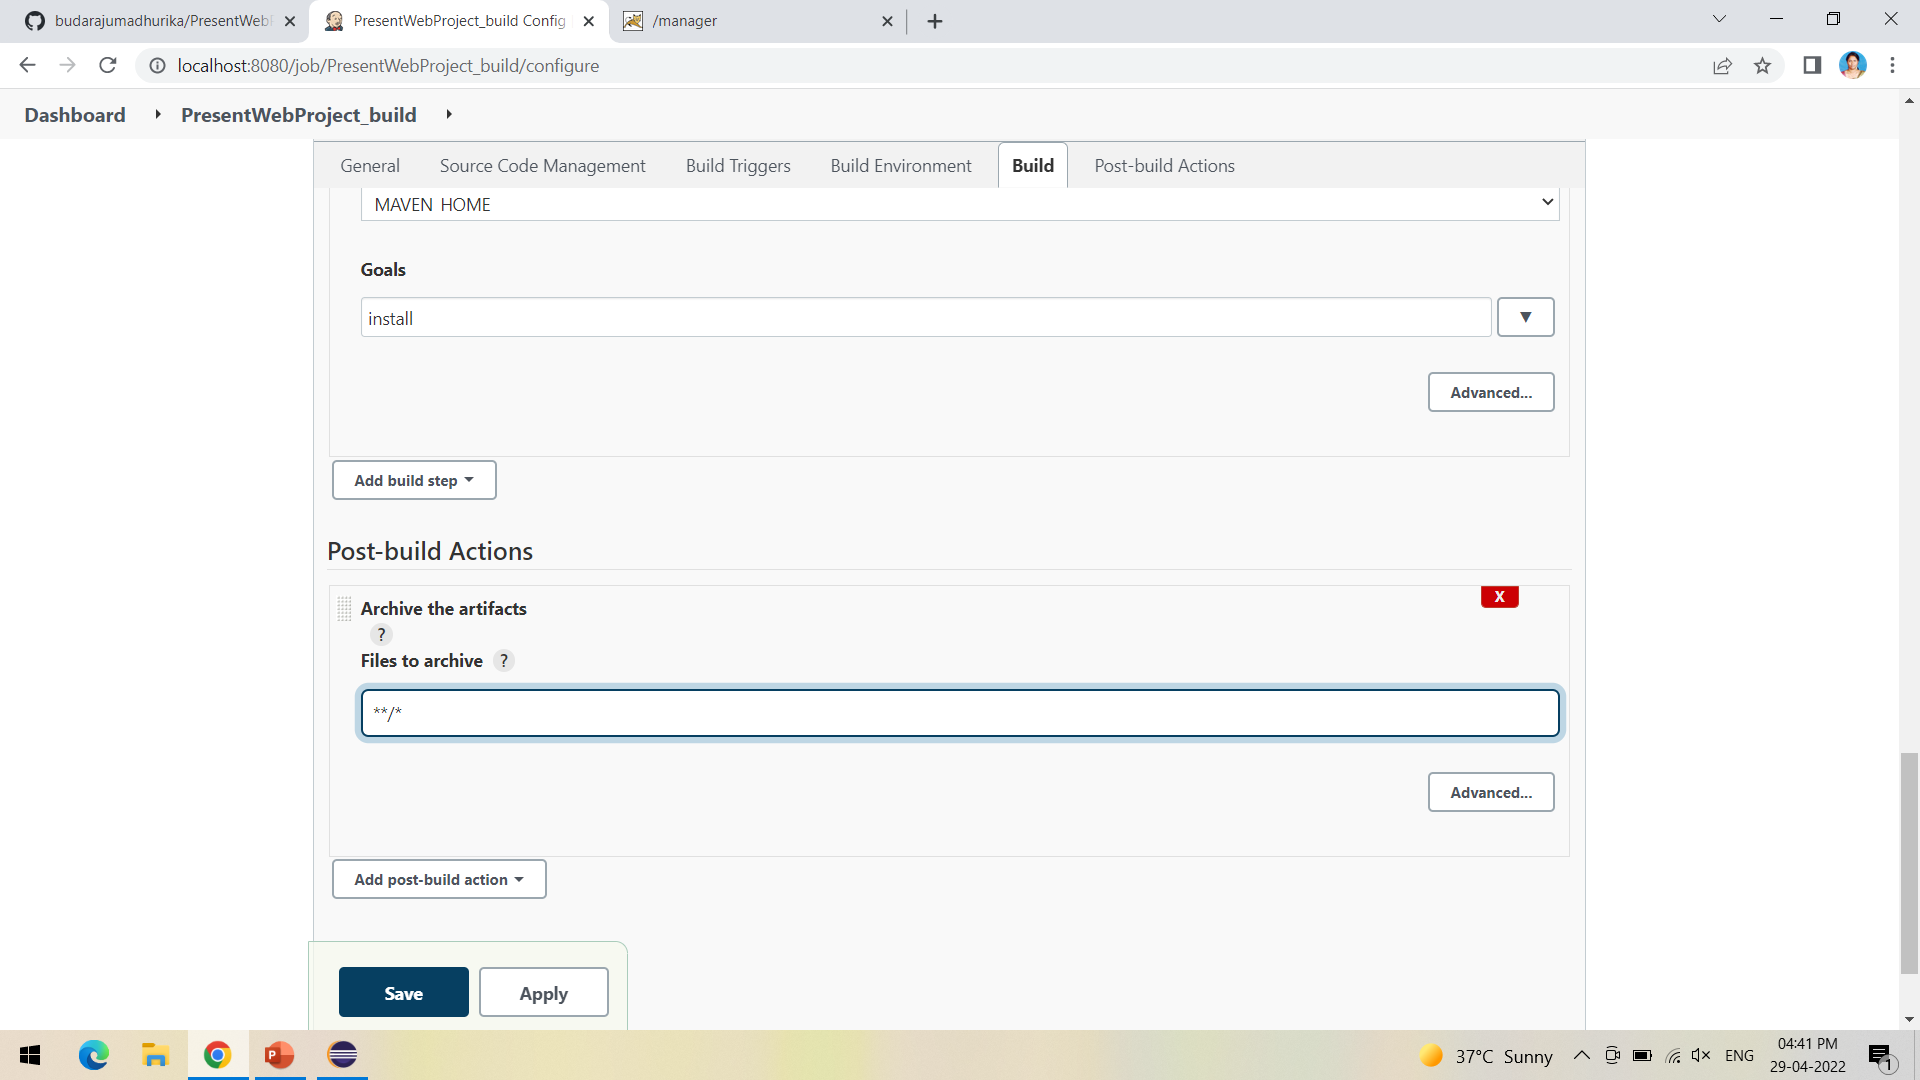 budarajumadhurika/PresentWebP
PresentWebProject_build Config
/manager
localhost:8080/job/PresentWebProject_build/configure
Dashboard
PresentWebProject_build
General
Source Code Management
Build Triggers
Build Environment
Build
Post-build Actions
MAVEN HOME
Goals
install
▼
Advanced...
Add build step
Post-build Actions
X
Archive the artifacts
?
Files to archive ?
**/*
Advanced...
Add post-build action
Save
Apply
37°C Sunny
ENG
04:41 PM
29-04-2022
1